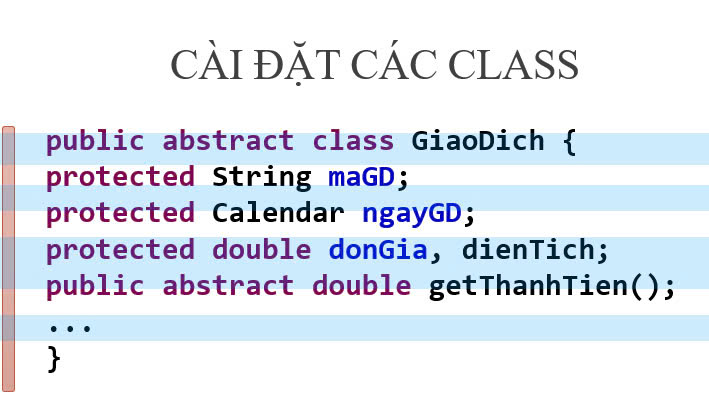 CÀI ĐẶT CÁC CLASS
public abstract class GiaoDich {
protected String maGD;
protected Calendar ngayGD;
protected double donGia, dienTich;
public abstract double getThanhTien();
...
}